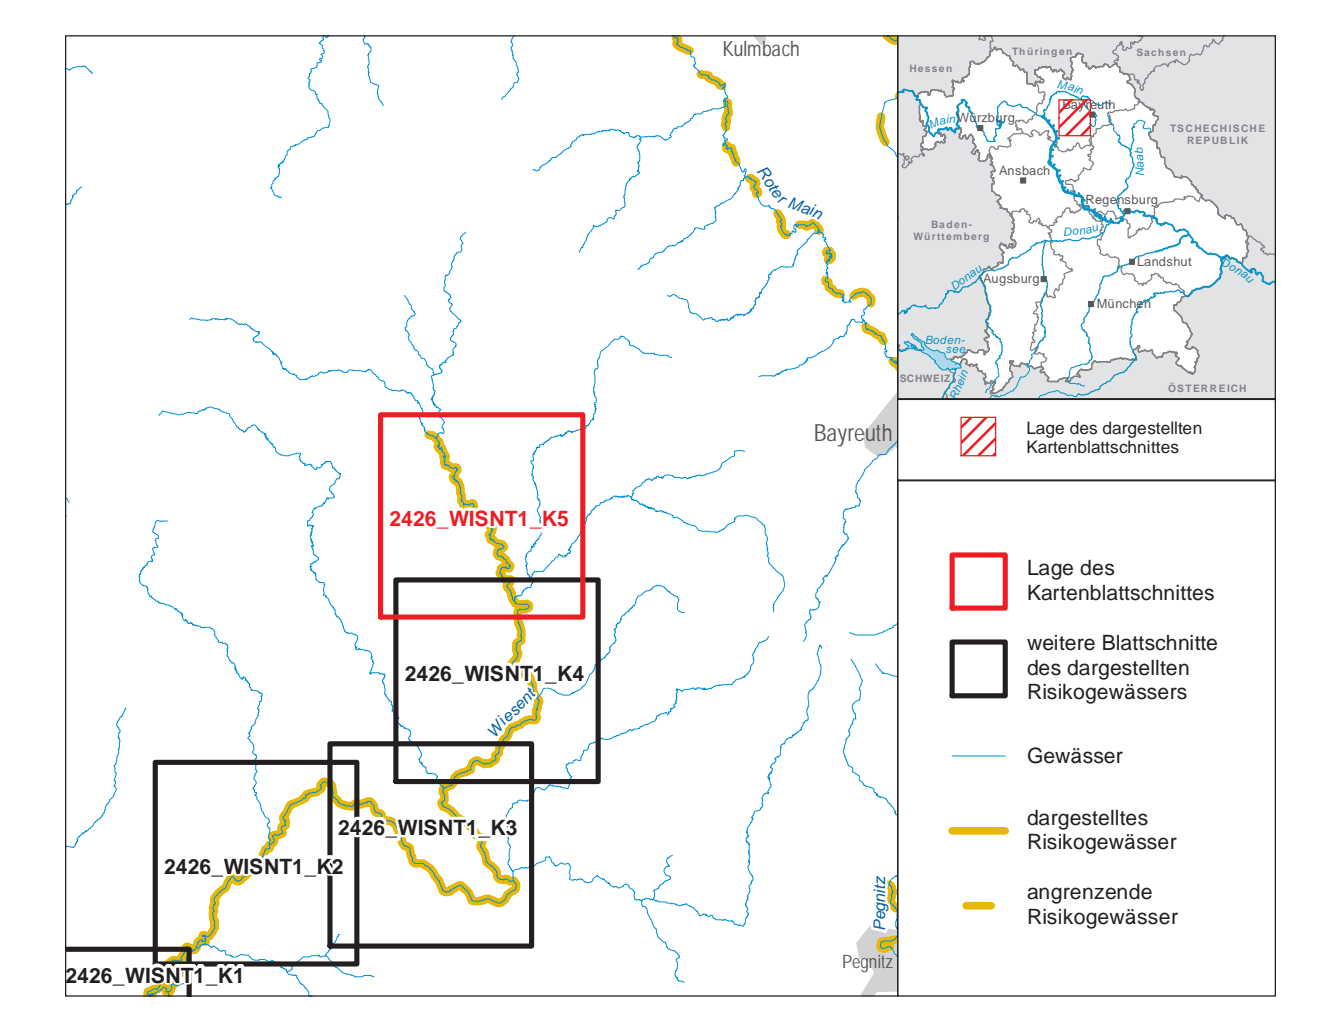 Kulmbach
Roter Main
Bayreuth
2426_WISNT1_K5
2426_WISNT1_K4
Wiesent
2426_WISNT1_K3
2426_WISNT1_K2
2426_WISNT1_K1
Pegnitz
Pegnitz
Thüringen
Sachsen
Hessen
Main
Bayreuth
Main
Würzburg
TSCHECHISCHE
REPUBLIK
Naab
Ansbach
Regensburg
Baden-
Württemberg
Donau
Donau
Landshut
Donau
Augsburg
München
Boden-
see
SCHWEIZ
Rhein
ÖSTERREICH
Lage des dargestellten
Kartenblattschnittes
Lage des
Kartenblattschnittes
weitere Blattschnitte
des dargestellten
Risikogewässers
Gewässer
dargestelltes
Risikogewässer
angrenzende
Risikogewässer